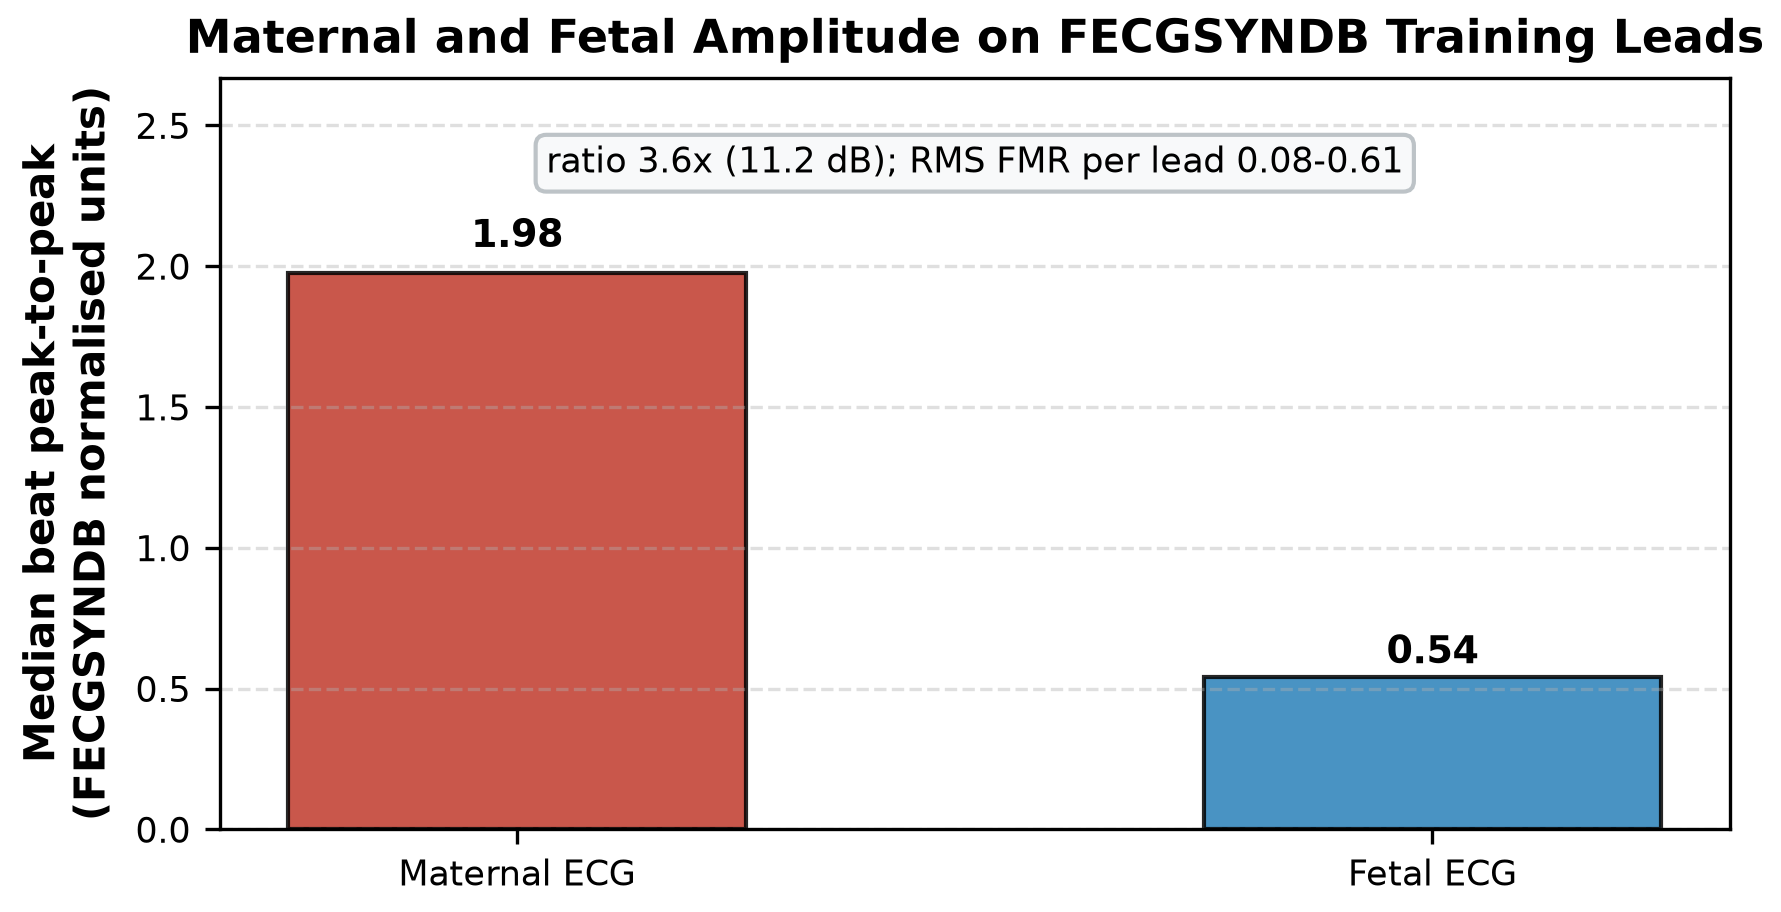 Maternal and Fetal Amplitude on FECGSYNDB Training Leads
Median beat peak-to-peak
(FECGSYNDB normalised units)
2.5
2.0
1.5
1.0
0.5
0.0
ratio 3.6x (11.2 dB); RMS FMR per lead 0.08-0.61
1.98
0.54
Maternal ECG
Fetal ECG